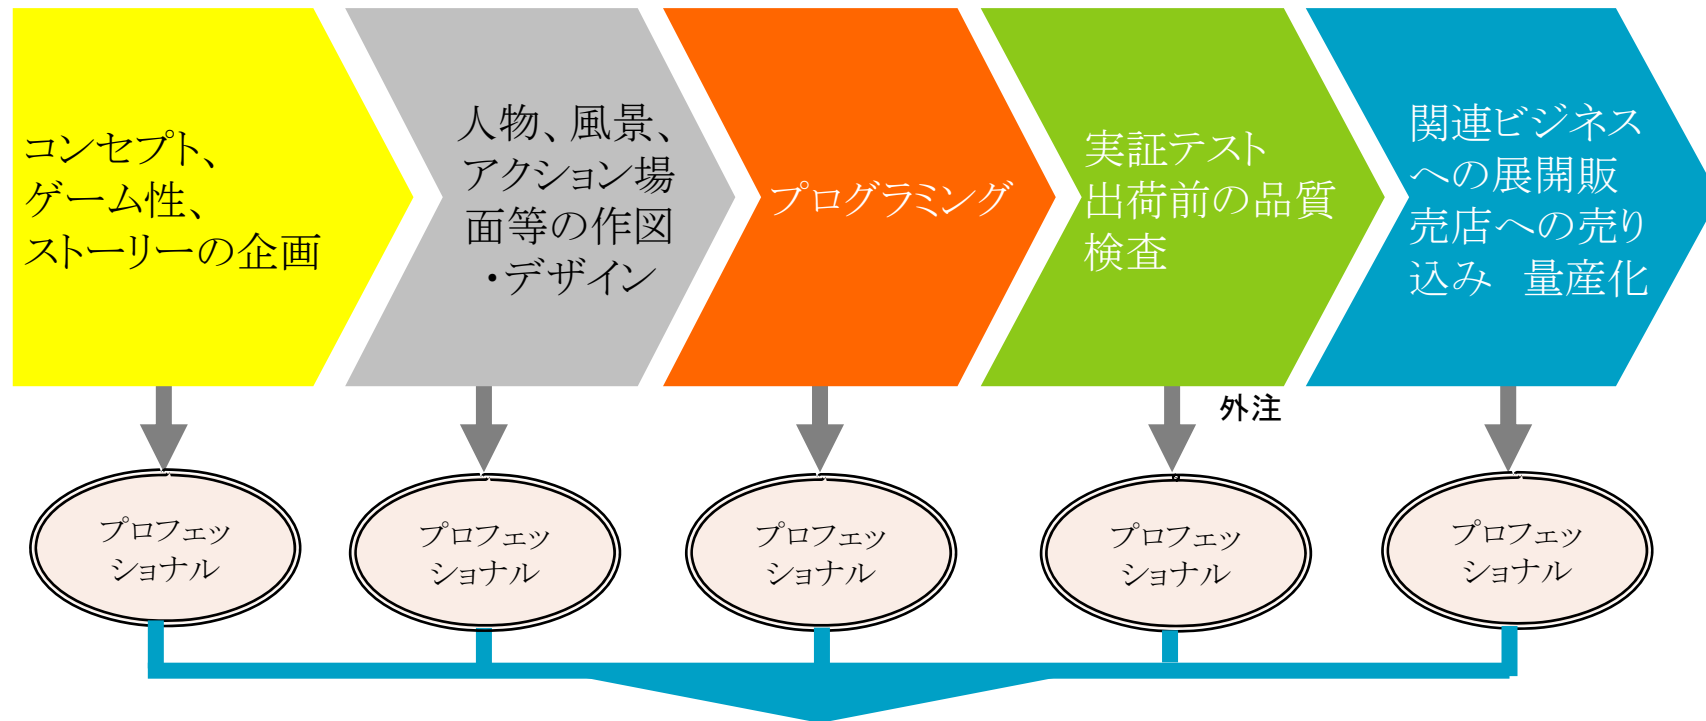 コンセプト、
ゲーム性、
ストーリーの企画
人物、風景、
アクション場
面等の作図
・デザイン
プログラミング
実証テスト
出荷前の品質
検査
関連ビジネス
への展開販
売店への売り
込み　量産化
外注
プロフェッ
ショナル
プロフェッ
ショナル
プロフェッ
ショナル
プロフェッ
ショナル
プロフェッ
ショナル